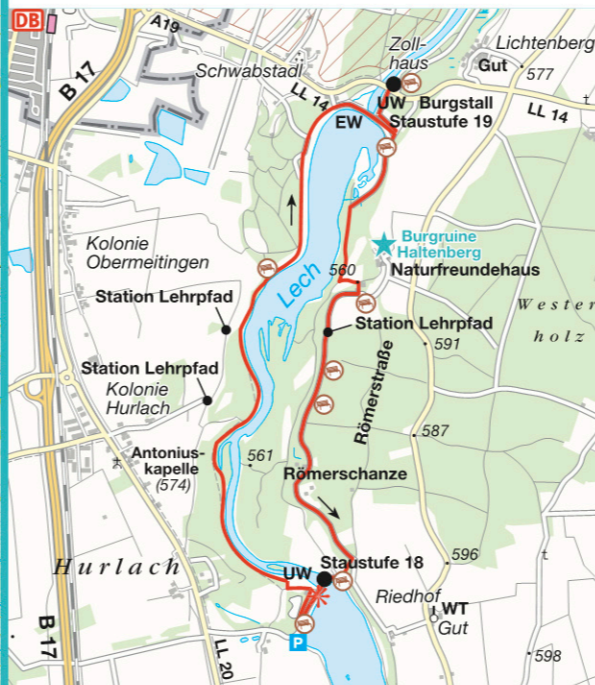 DB
A19
B 17
Schwabstadl
LL 14
Zoll-
haus
Lichtenberg
Gut
577
LL 14
UW Burgstall
EW
Staustufe 19
Kolonie
Obermeitingen
Burgruine
Haltenberg
Naturfreundehaus
560
Lech
Station Lehrpfad
Station Lehrpfad
Wester
holz
591
Station Lehrpfad
Kolonie
Hurlach
Römerstraße
587
Antonius-
kapelle
(574)
561
Römerschanze
Hurlach
UW
Staustufe 18
596
Riedhof
WT
Gut
P
B 17
LL 20
598